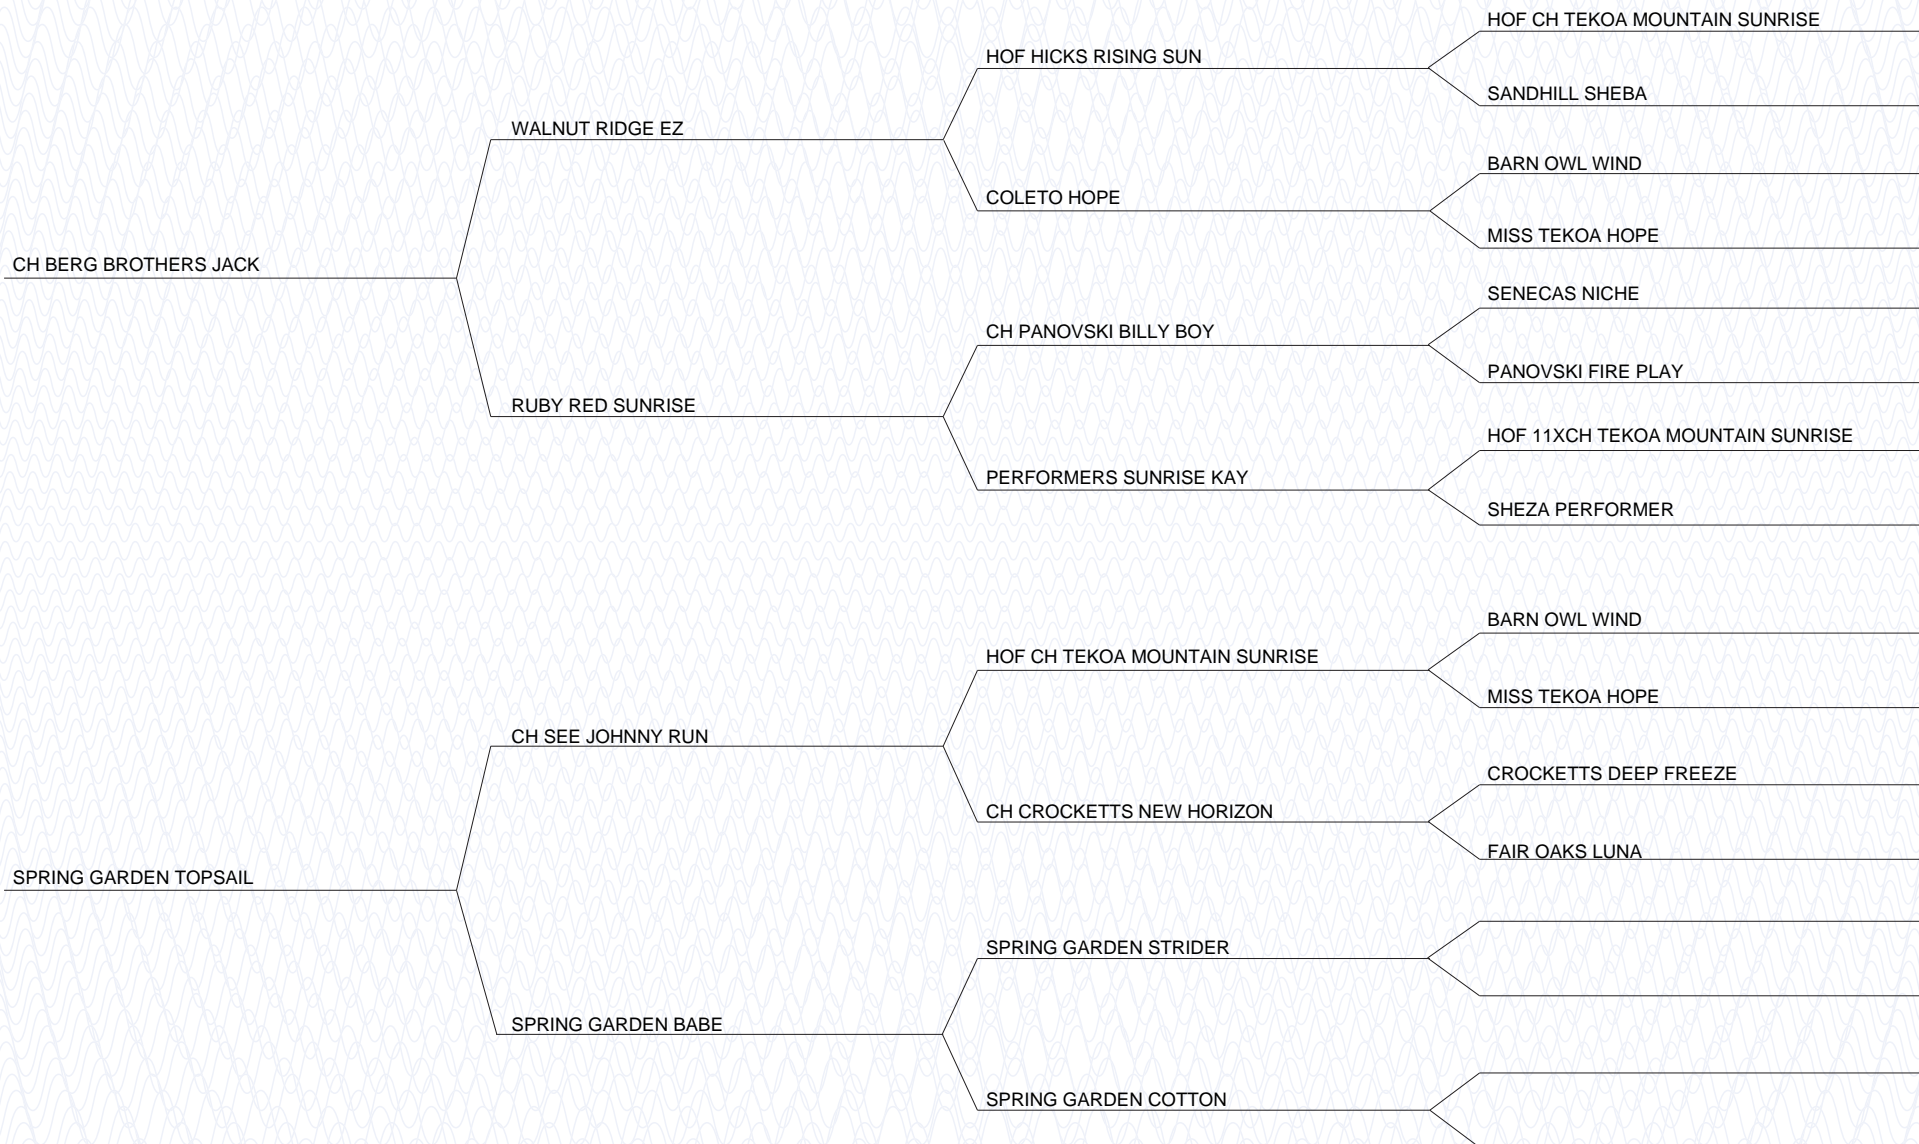 HOF CH TEKOA MOUNTAIN SUNRISE
HOF HICKS RISING SUN
SANDHILL SHEBA
WALNUT RIDGE EZ
BARN OWL WIND
COLETO HOPE
MISS TEKOA HOPE
CH BERG BROTHERS JACK
SENECAS NICHE
CH PANOVSKI BILLY BOY
PANOVSKI FIRE PLAY
RUBY RED SUNRISE
HOF 11XCH TEKOA MOUNTAIN SUNRISE
PERFORMERS SUNRISE KAY
SHEZA PERFORMER
BARN OWL WIND
HOF CH TEKOA MOUNTAIN SUNRISE
MISS TEKOA HOPE
CH SEE JOHNNY RUN
CROCKETTS DEEP FREEZE
CH CROCKETTS NEW HORIZON
FAIR OAKS LUNA
SPRING GARDEN TOPSAIL
SPRING GARDEN STRIDER
SPRING GARDEN BABE
SPRING GARDEN COTTON